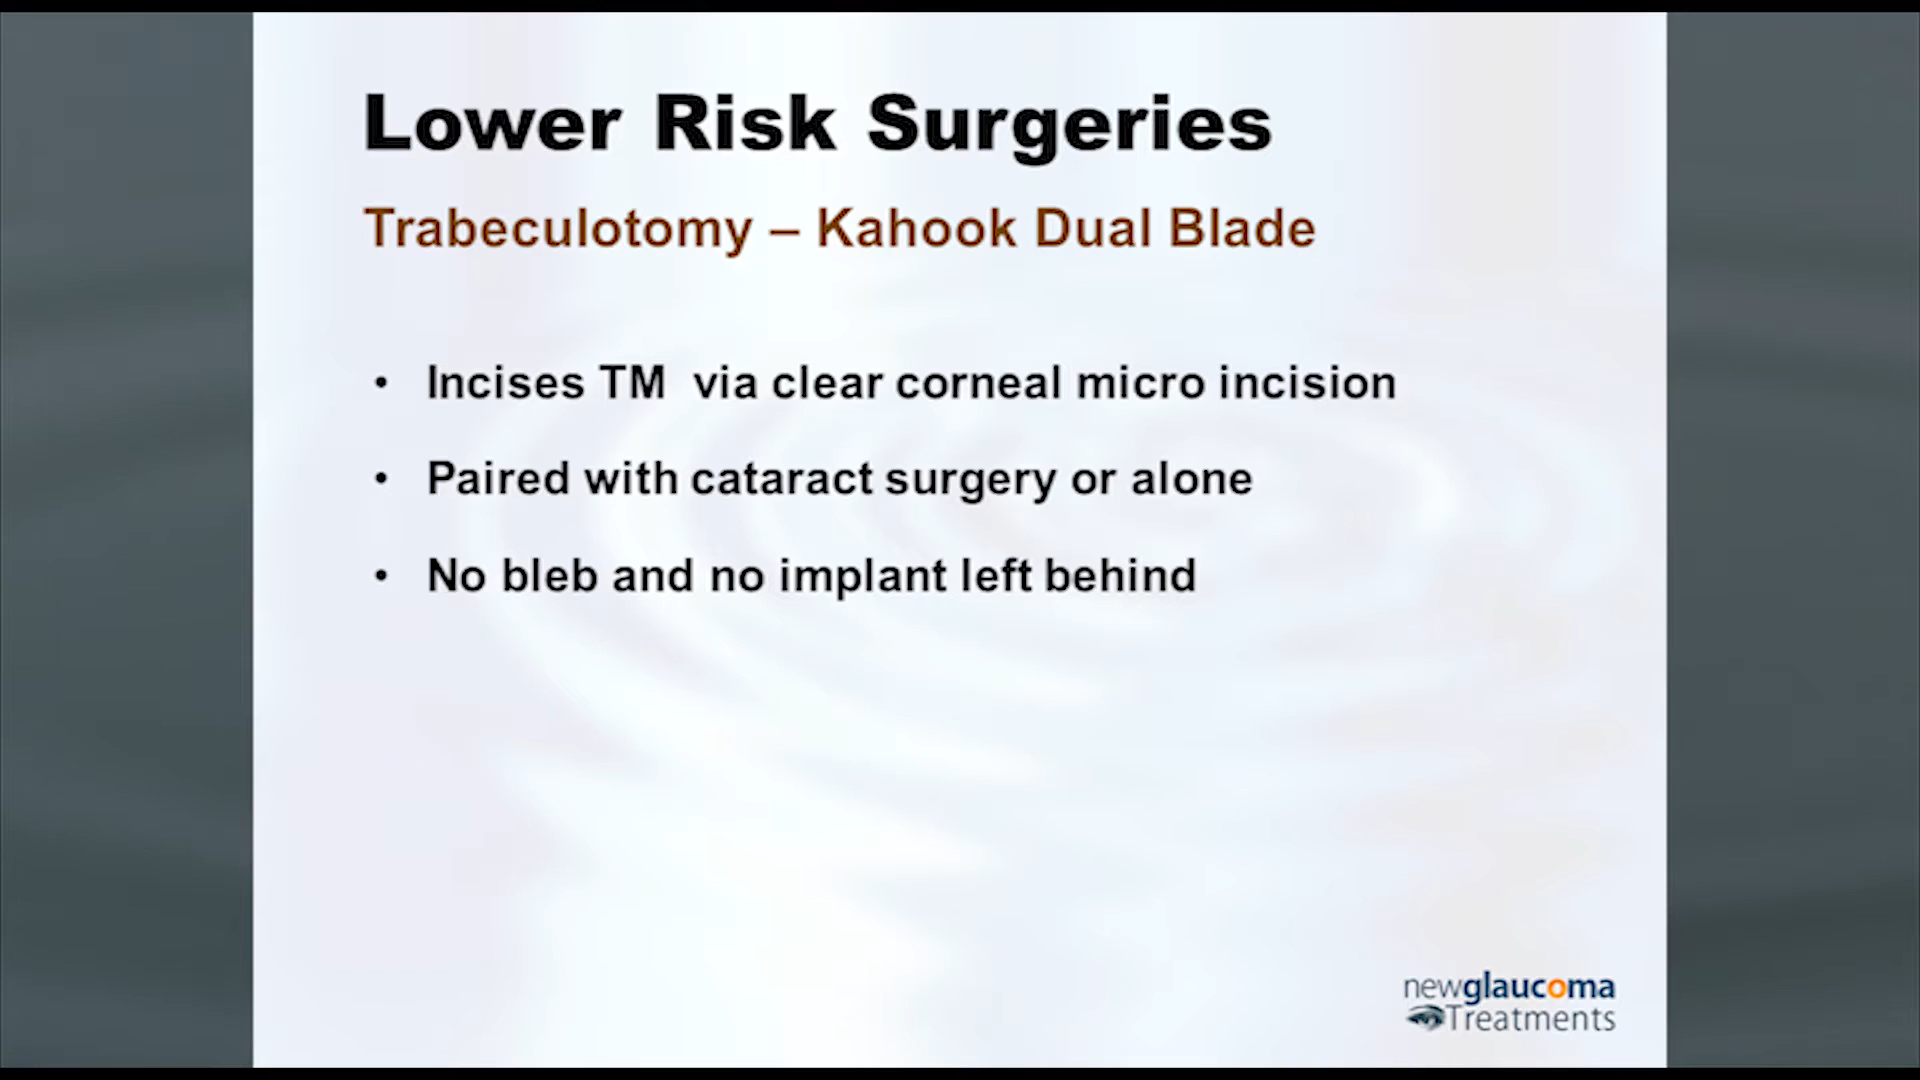 Lower Risk Surgeries
Trabeculotomy – Kahook Dual Blade
• Incises TM  via clear corneal micro incision
• Paired with cataract surgery or alone
• No bleb and no implant left behind
newglaucoma
Treatments